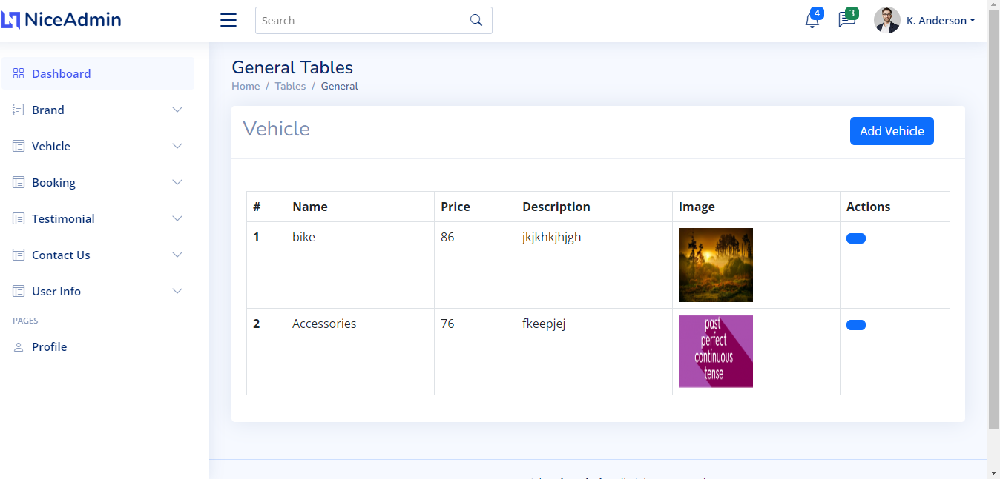 NiceAdmin
Search
4
3
K. Anderson
Dashboard
Brand
Vehicle
Booking
Testimonial
Contact Us
User Info
PAGES
Profile
General Tables
Home / Tables / General
Vehicle
Add Vehicle
# Name Price Description Image Actions
1 bike 86 jkjkhkjhjgh
2 Accessories 76 fkeepjej
past
perfect
continuous
tense